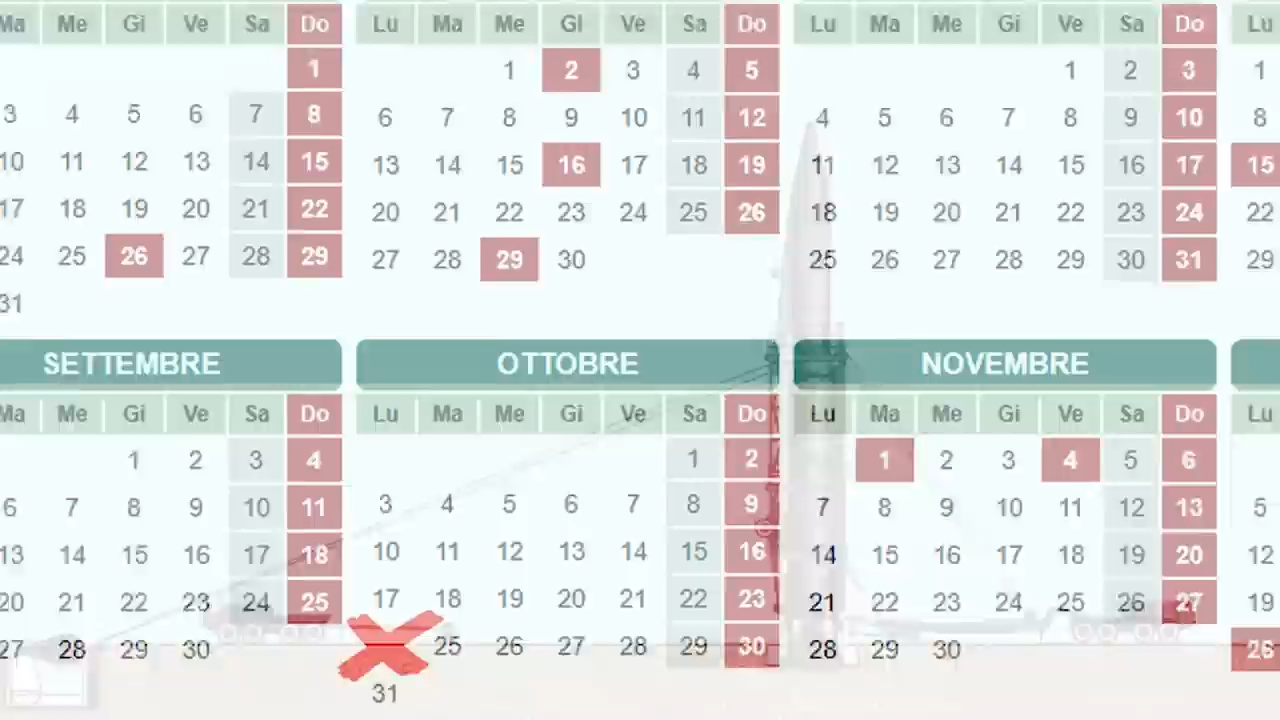 Ma Me Gi Ve Sa Do Lu Ma Me Gi Ve Sa Do Lu Ma Me Gi Ve Sa Do Lu
1 1 2 3 4 5 1 2 3 1
3 4 5 6 7 8 6 7 8 9 10 11 12 4 5 6 7 8 9 10 8
10 11 12 13 14 15 13 14 15 16 17 18 19 11 12 13 14 15 16 17 15
17 18 19 20 21 22 20 21 22 23 24 25 26 18 19 20 21 22 23 24 22
24 25 26 27 28 29 27 28 29 30 25 26 27 28 29 30 31 29
31
SETTEMBRE OTTOBRE NOVEMBRE
Ma Me Gi Ve Sa Do Lu Ma Me Gi Ve Sa Do Lu Ma Me Gi Ve Sa Do
1 2 3 4 1 2 1 2 3 4 5 6
6 7 8 9 10 11 3 4 5 6 7 8 9 7 8 9 10 11 12 13 5
13 14 15 16 17 18 10 11 12 13 14 15 16 14 15 16 17 18 19 20 12
20 21 22 23 24 25 17 18 19 20 21 22 23 21 22 23 24 25 26 27 19
27 28 29 30 25 26 27 28 29 30 28 29 30 26
31